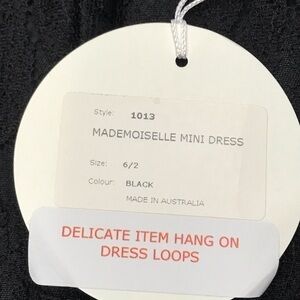 Style: 1013
MADEMOISELLE MINI DRESS
Size: 6/2
Colour: BLACK
MADE IN AUSTRALIA
DELICATE ITEM HANG ON
DRESS LOOPS